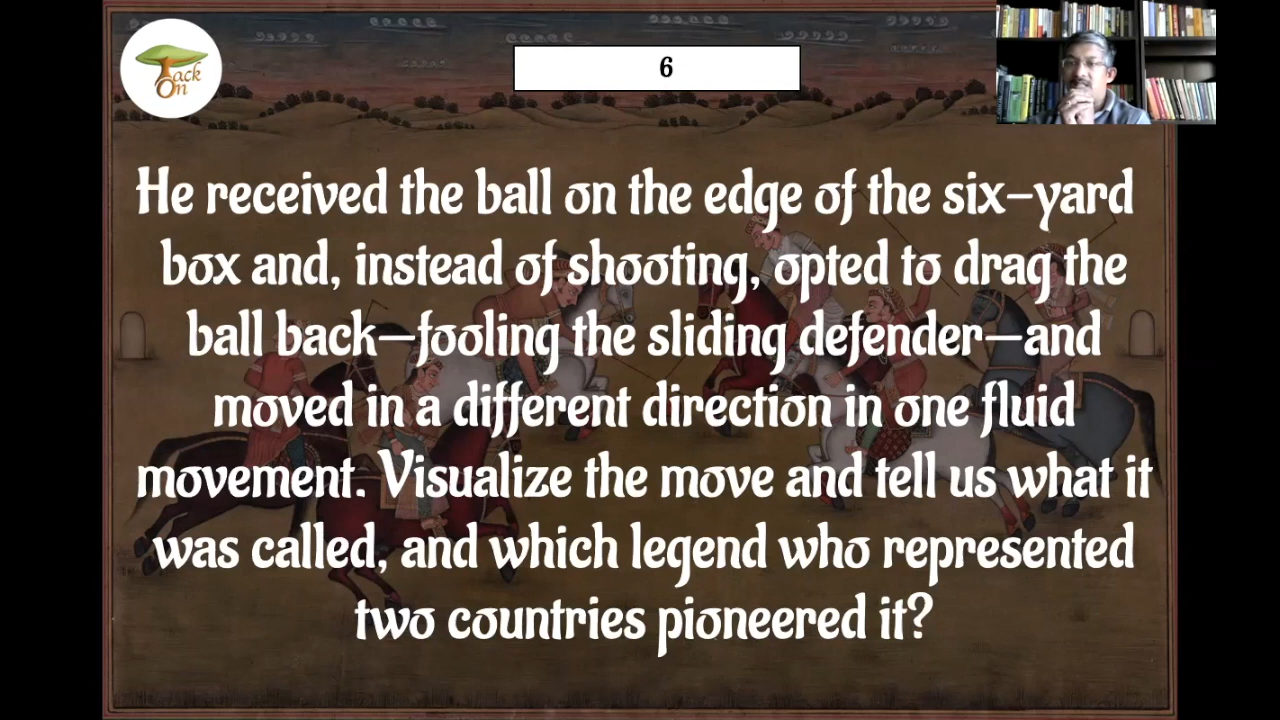 Tack
On
6
He received the ball on the edge of the six-yard
box and, instead of shooting, opted to drag the
ball back—fooling the sliding defender—and
moved in a different direction in one fluid
movement. Visualize the move and tell us what it
was called, and which legend who represented
two countries pioneered it?